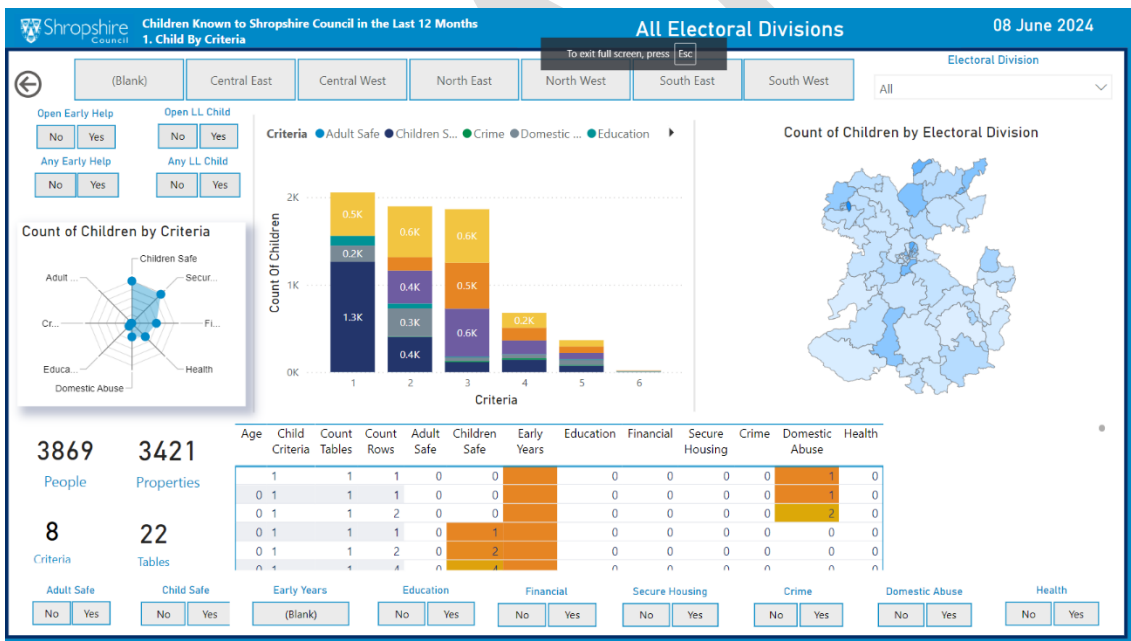 Shropshire Council
Children Known to Shropshire Council in the Last 12 Months
1. Child By Criteria
All Electoral Divisions
08 June 2024
To exit full screen, press Esc
(Blank) Central East Central West North East North West South East South West
Electoral Division
All
Open Early Help Open LL Child
No Yes No Yes
Any Early Help Any LL Child
No Yes No Yes
Criteria Adult Safe Children S... Crime Domestic ... Education
Count of Children by Electoral Division
Count of Children by Criteria
Children Safe
Adult ... Secur...
Cr... Fi...
Educa... Health
Domestic Abuse
Count Of Children
2K
1K
0K
0.5K
0.2K
1.3K
0.6K
0.4K
0.3K
0.4K
0.6K
0.5K
0.6K
0.2K
1 2 3 4 5 6
Criteria
3869 3421
People Properties
8 22
Criteria Tables
Age Child Criteria Count Tables Count Rows Adult Safe Children Safe Early Years Education Financial Secure Housing Crime Domestic Abuse Health
1 1 1 0 0 0 0 0 0 1 0
0 1 1 1 0 0 0 0 0 0 1 0
0 1 1 2 0 0 0 0 0 0 2 0
0 1 1 1 0 1 0 0 0 0 0 0
0 1 1 2 0 2 0 0 0 0 0 0
0 1 1 4 0 4 0 0 0 0 0 0
Adult Safe Child Safe Early Years Education Financial Secure Housing Crime Domestic Abuse Health
No Yes No Yes (Blank) No Yes No Yes No Yes No Yes No Yes No Yes